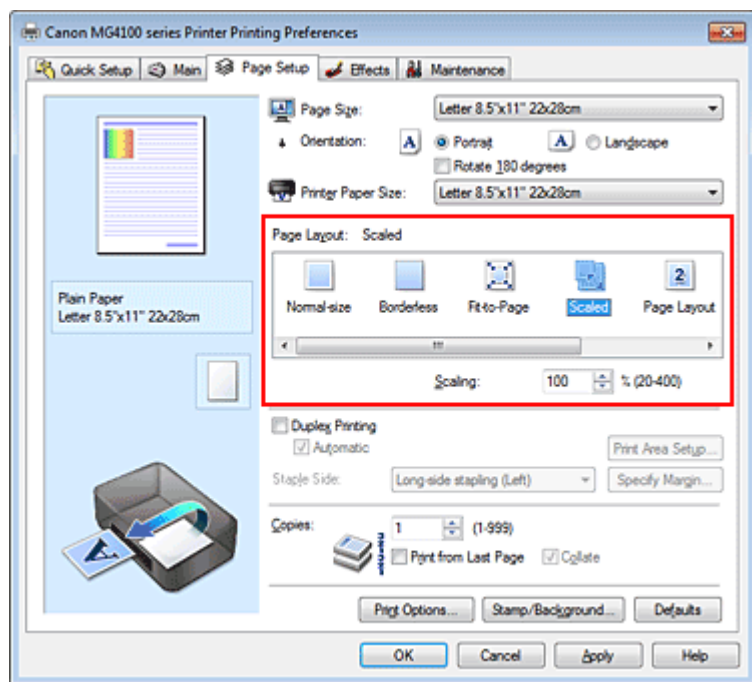 Canon MG4100 series Printer Printing Preferences
Quick Setup Main Page Setup Effects Maintenance
Page Size: Letter 8.5"x11" 22x28cm
Orientation: A Portrait A Landscape
Rotate 180 degrees
Printer Paper Size: Letter 8.5"x11" 22x28cm
Page Layout: Scaled
Normal-size Borderless Fit-to-Page Scaled Page Layout
Scaling: 100 % (20-400)
Plain Paper
Letter 8.5"x11" 22x28cm
Duplex Printing
Automatic Print Area Setup...
Staple Side: Long-side stapling (Left) Specify Margin...
Copies: 1 (1-999)
Print from Last Page Collate
Print Options... Stamp/Background... Defaults
OK Cancel Apply Help